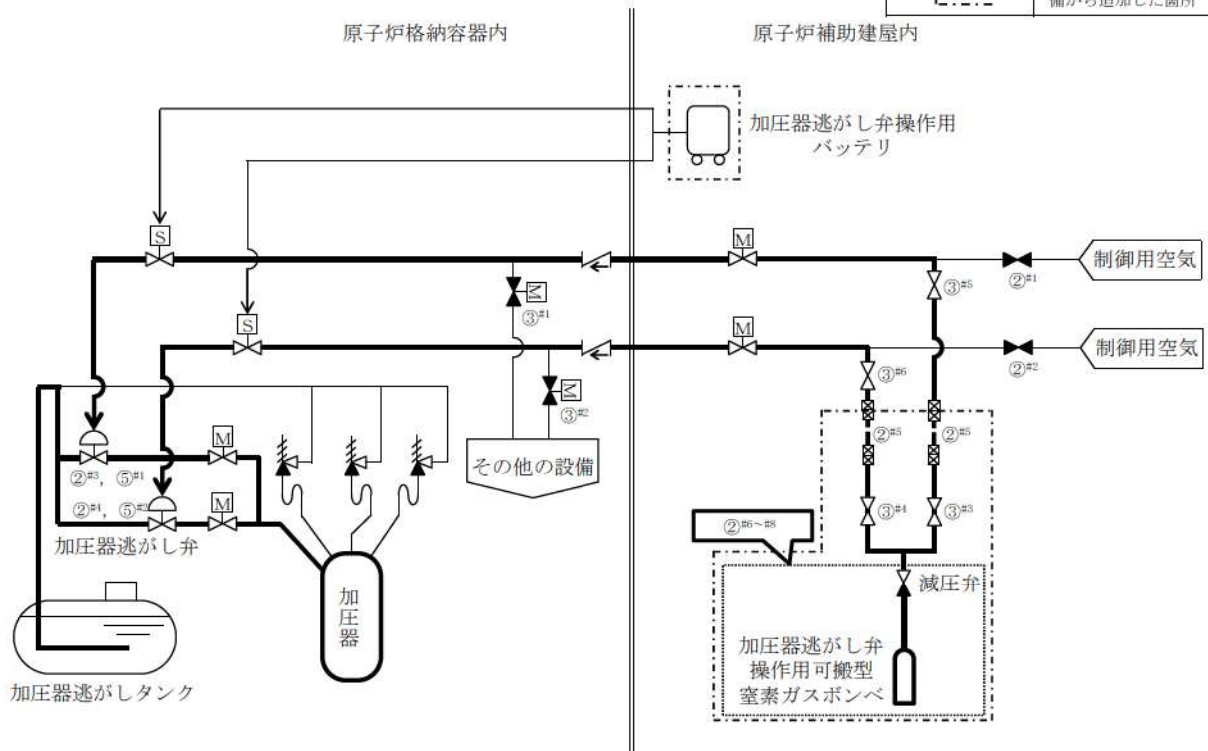 備から追加した箇所
原子炉格納容器内
原子炉補助建屋内
加圧器逃がし弁操作用
バッテリ
S
M
制御用空気
②#1
③#5
M
③#1
S
M
制御用空気
②#2
③#6
M
③#2
②#5
②#5
M
その他の設備
②#3, ⑤#1
M
②#4, ⑤#2
③#4
③#3
②#6~#8
加圧器逃がし弁
減圧弁
加圧器
加圧器逃がし弁
操作用可搬型
窒素ガスボンベ
加圧器逃がしタンク